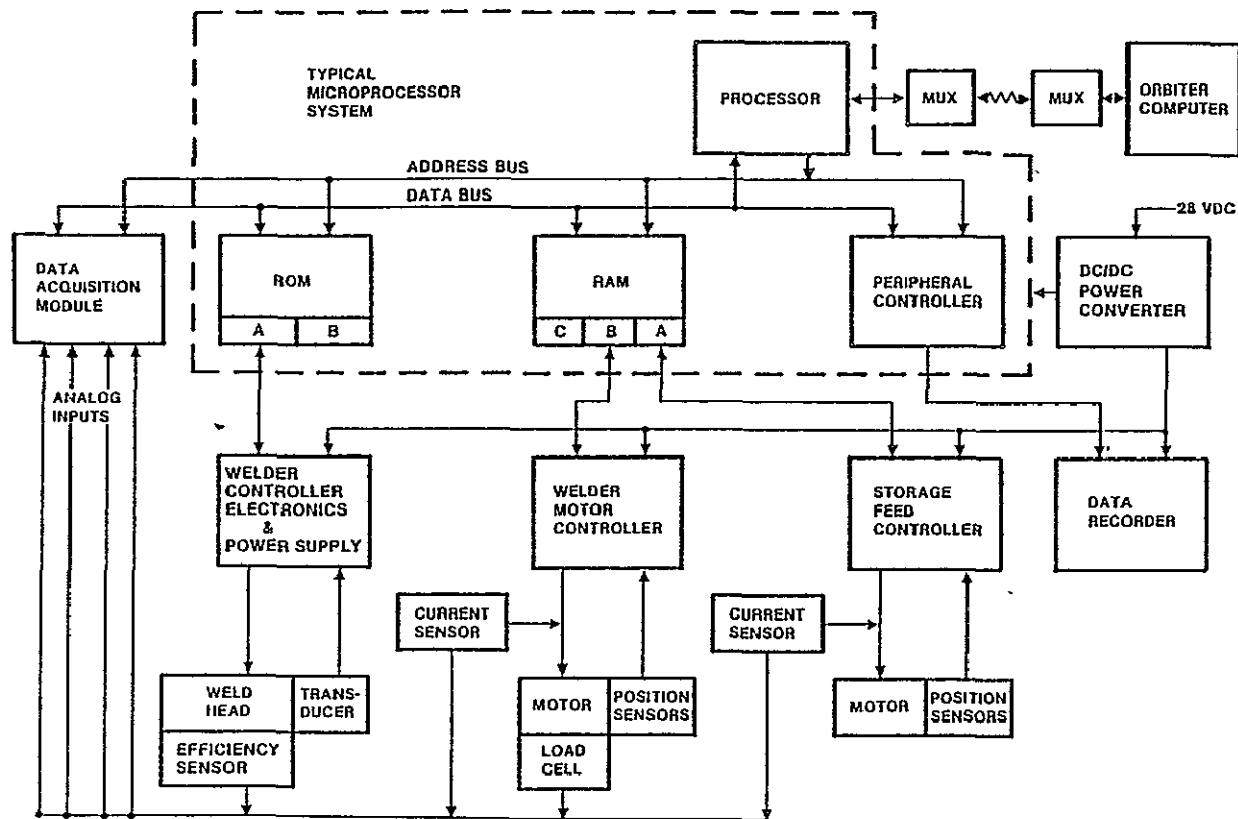 TYPICAL
MICROPROCESSOR
SYSTEM
PROCESSOR
MUX
MUX
ORBITER
COMPUTER
ADDRESS BUS
DATA BUS
28 VDC
DATA
ACQUISITION
MODULE
ROM
A
B
RAM
C
B
A
PERIPHERAL
CONTROLLER
DC/DC
POWER
CONVERTER
ANALOG
INPUTS
WELDER
CONTROLLER
ELECTRONICS
&
POWER SUPPLY
WELDER
MOTOR
CONTROLLER
STORAGE
FEED
CONTROLLER
DATA
RECORDER
CURRENT
SENSOR
CURRENT
SENSOR
WELD
HEAD
TRANS-
DUCER
EFFICIENCY
SENSOR
MOTOR
POSITION
SENSORS
LOAD
CELL
MOTOR
POSITION
SENSORS